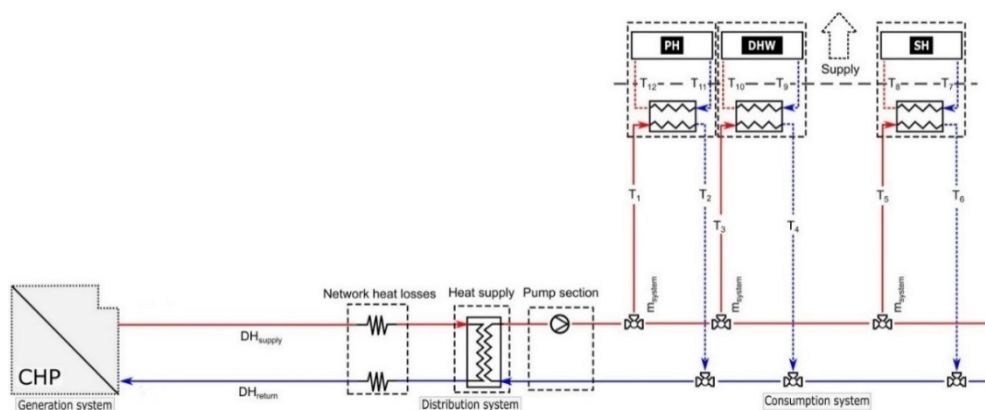 PH
DHW
SH
Supply
T12
T11
T10
T9
T8
T7
T1
T2
T3
T4
T5
T6
msystem
msystem
msystem
Network heat losses
Heat supply
Pump section
DHsupply
DHreturn
CHP
Generation system
Distribution system
Consumption system